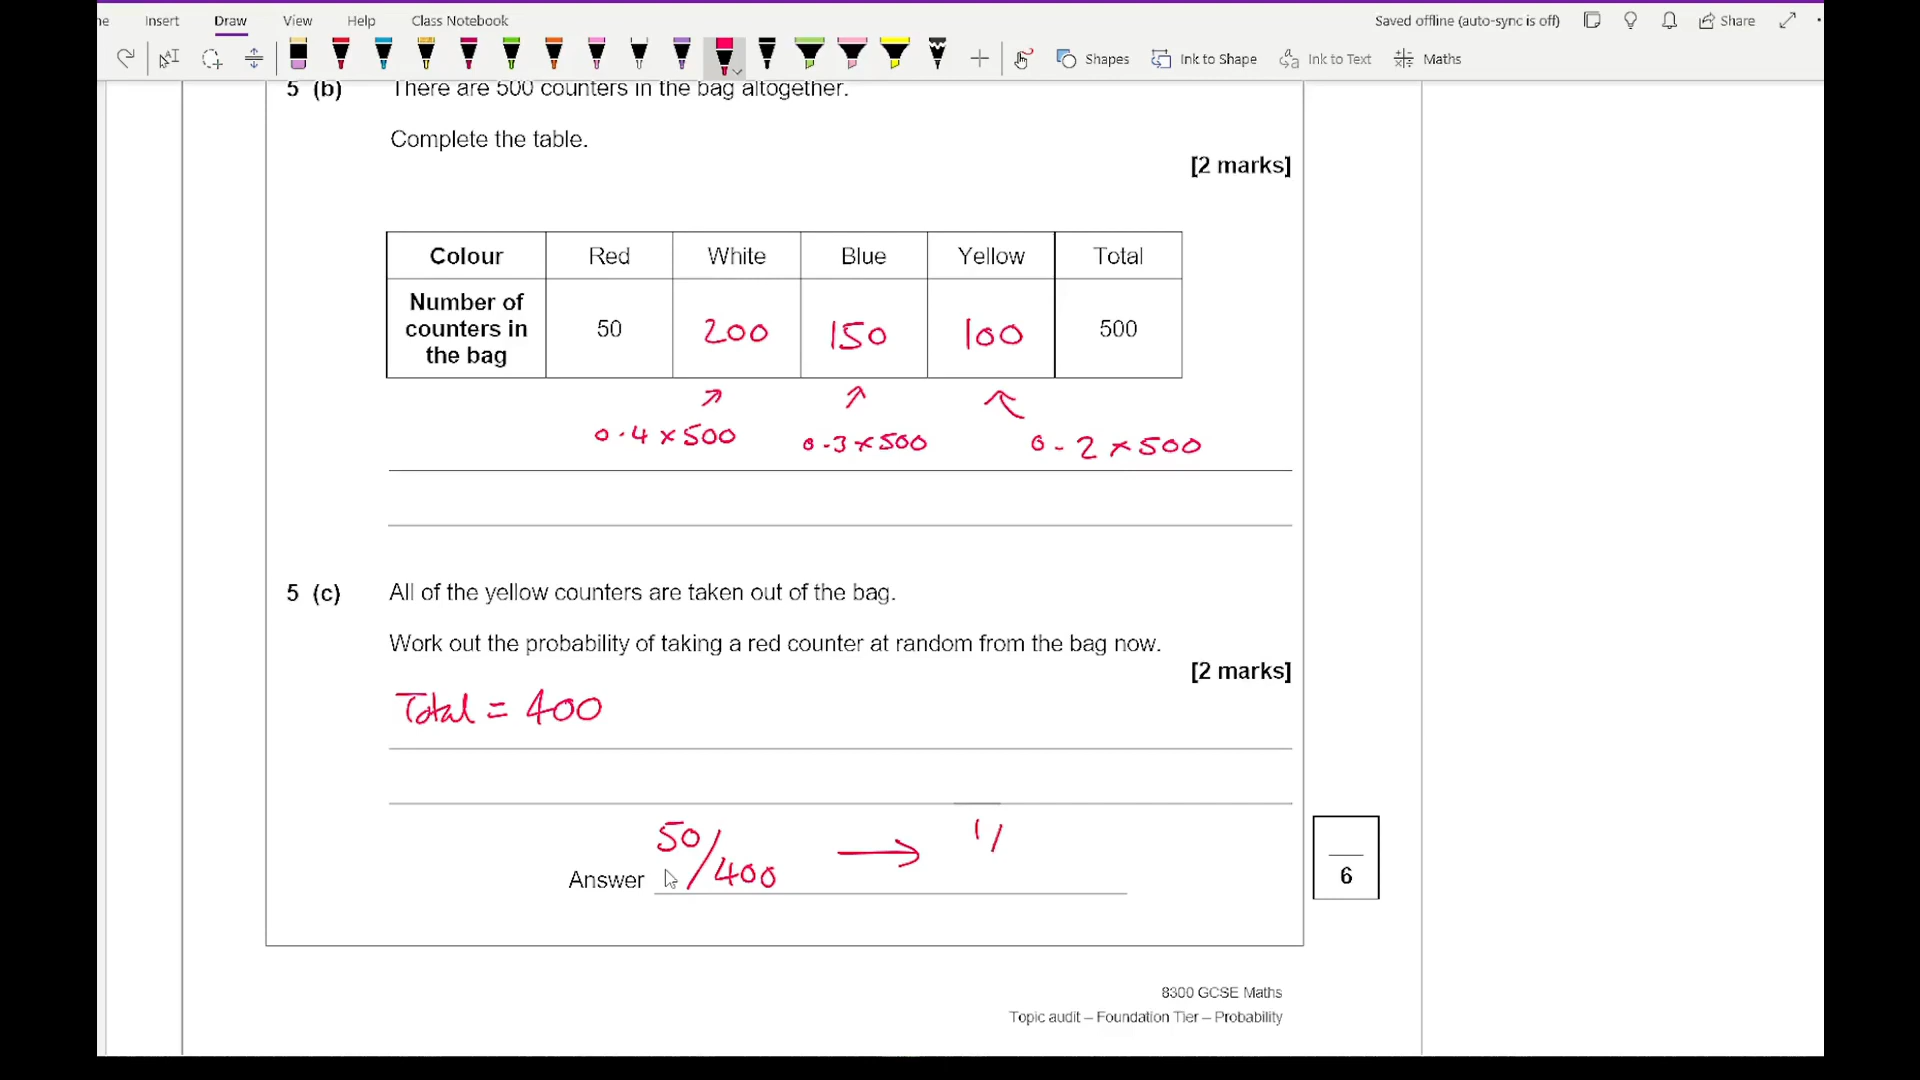 ne Insert Draw View Help Class Notebook Saved offline (auto-sync is off) Share
Shapes Ink to Shape Ink to Text Maths
5 (b) There are 500 counters in the bag altogether.
Complete the table.
[2 marks]
Colour Red White Blue Yellow Total
Number of counters in the bag 50 200 150 100 500
0.4 × 500 0.3 × 500 0.2 × 500
5 (c) All of the yellow counters are taken out of the bag.
Work out the probability of taking a red counter at random from the bag now.
[2 marks]
Total = 400
Answer 50/400 → 1/
6
8300 GCSE Maths
Topic audit – Foundation Tier – Probability